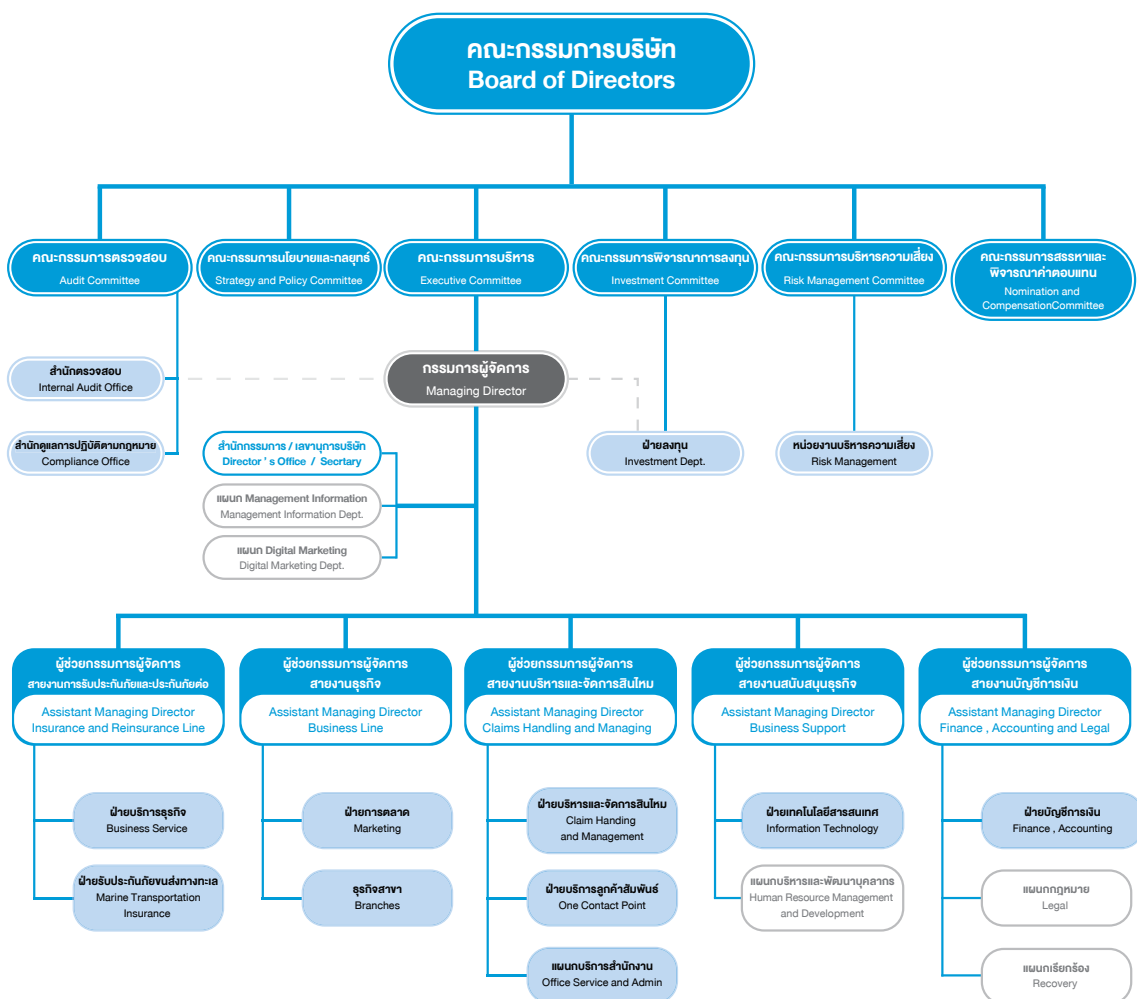 คณะกรรมการบริษัท
Board of Directors
คณะกรรมการตรวจสอบ
Audit Committee
คณะกรรมการนโยบายและกลยุทธ์
Strategy and Policy Committee
คณะกรรมการบริหาร
Executive Committee
คณะกรรมการพิจารณาการลงทุน
Investment Committee
คณะกรรมการบริหารความเสี่ยง
Risk Management Committee
คณะกรรมการสรรหาและ
พิจารณาค่าตอบแทน
Nomination and
CompensationCommittee
สำนักตรวจสอบ
Internal Audit Office
กรรมการผู้จัดการ
Managing Director
สำนักดูแลการปฏิบัติตามกฎหมาย
Compliance Office
สำนักกรรมการ / เลขานุการบริษัท
Director ' s Office / Secrtary
ฝ่ายลงทุน
Investment Dept.
หน่วยงานบริหารความเสี่ยง
Risk Management
แผนก Management Information
Management Information Dept.
แผนก Digital Marketing
Digital Marketing Dept.
ผู้ช่วยกรรมการผู้จัดการ
สายงานการรับประกันภัยและประกันภัยต่อ
Assistant Managing Director
Insurance and Reinsurance Line
ผู้ช่วยกรรมการผู้จัดการ
สายงานธุรกิจ
Assistant Managing Director
Business Line
ผู้ช่วยกรรมการผู้จัดการ
สายงานบริหารและจัดการสินไหม
Assistant Managing Director
Claims Handling and Managing
ผู้ช่วยกรรมการผู้จัดการ
สายงานสนับสนุนธุรกิจ
Assistant Managing Director
Business Support
ผู้ช่วยกรรมการผู้จัดการ
สายงานบัญชีการเงิน
Assistant Managing Director
Finance , Accounting and Legal
ฝ่ายบริการธุรกิจ
Business Service
ฝ่ายการตลาด
Marketing
ฝ่ายบริหารและจัดการสินไหม
Claim Handing
and Management
ฝ่ายเทคโนโลยีสารสนเทศ
Information Technology
ฝ่ายบัญชีการเงิน
Finance , Accounting
ฝ่ายรับประกันภัยขนส่งทางทะเล
Marine Transportation
Insurance
ธุรกิจสาขา
Branches
ฝ่ายบริการลูกค้าสัมพันธ์
One Contact Point
แผนกบริหารและพัฒนาบุคลากร
Human Resource Management
and Development
แผนกกฎหมาย
Legal
แผนกบริการสำนักงาน
Office Service and Admin
แผนกเรียกร้อง
Recovery